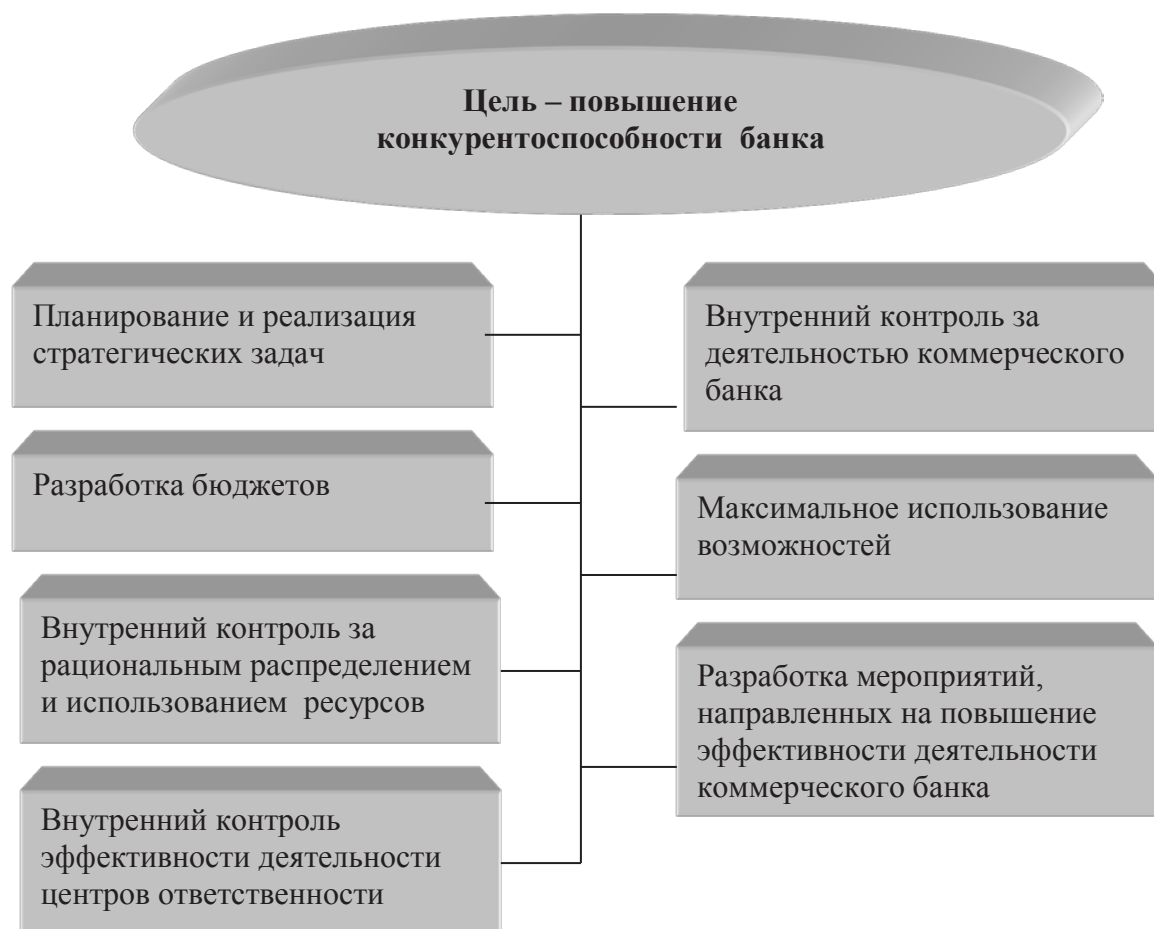 Цель – повышение
конкурентоспособности банка
Планирование и реализация
стратегических задач
Разработка бюджетов
Внутренний контроль за
рациональным распределением
и использованием ресурсов
Внутренний контроль
эффективности деятельности
центров ответственности
Внутренний контроль за
деятельностью коммерческого
банка
Максимальное использование
возможностей
Разработка мероприятий,
направленных на повышение
эффективности деятельности
коммерческого банка